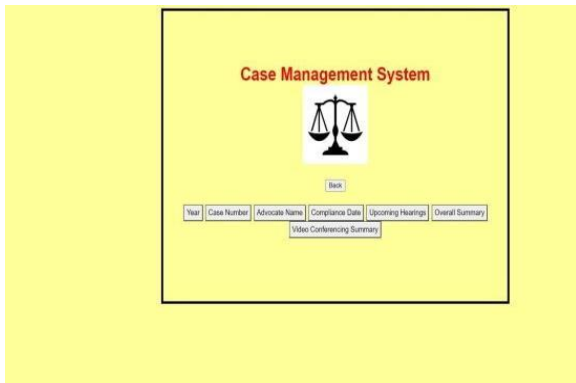 Case Management System
Back
Year Case Number Advocate Name Compliance Date Upcoming Hearings Overall Summary
Video Conferencing Summary